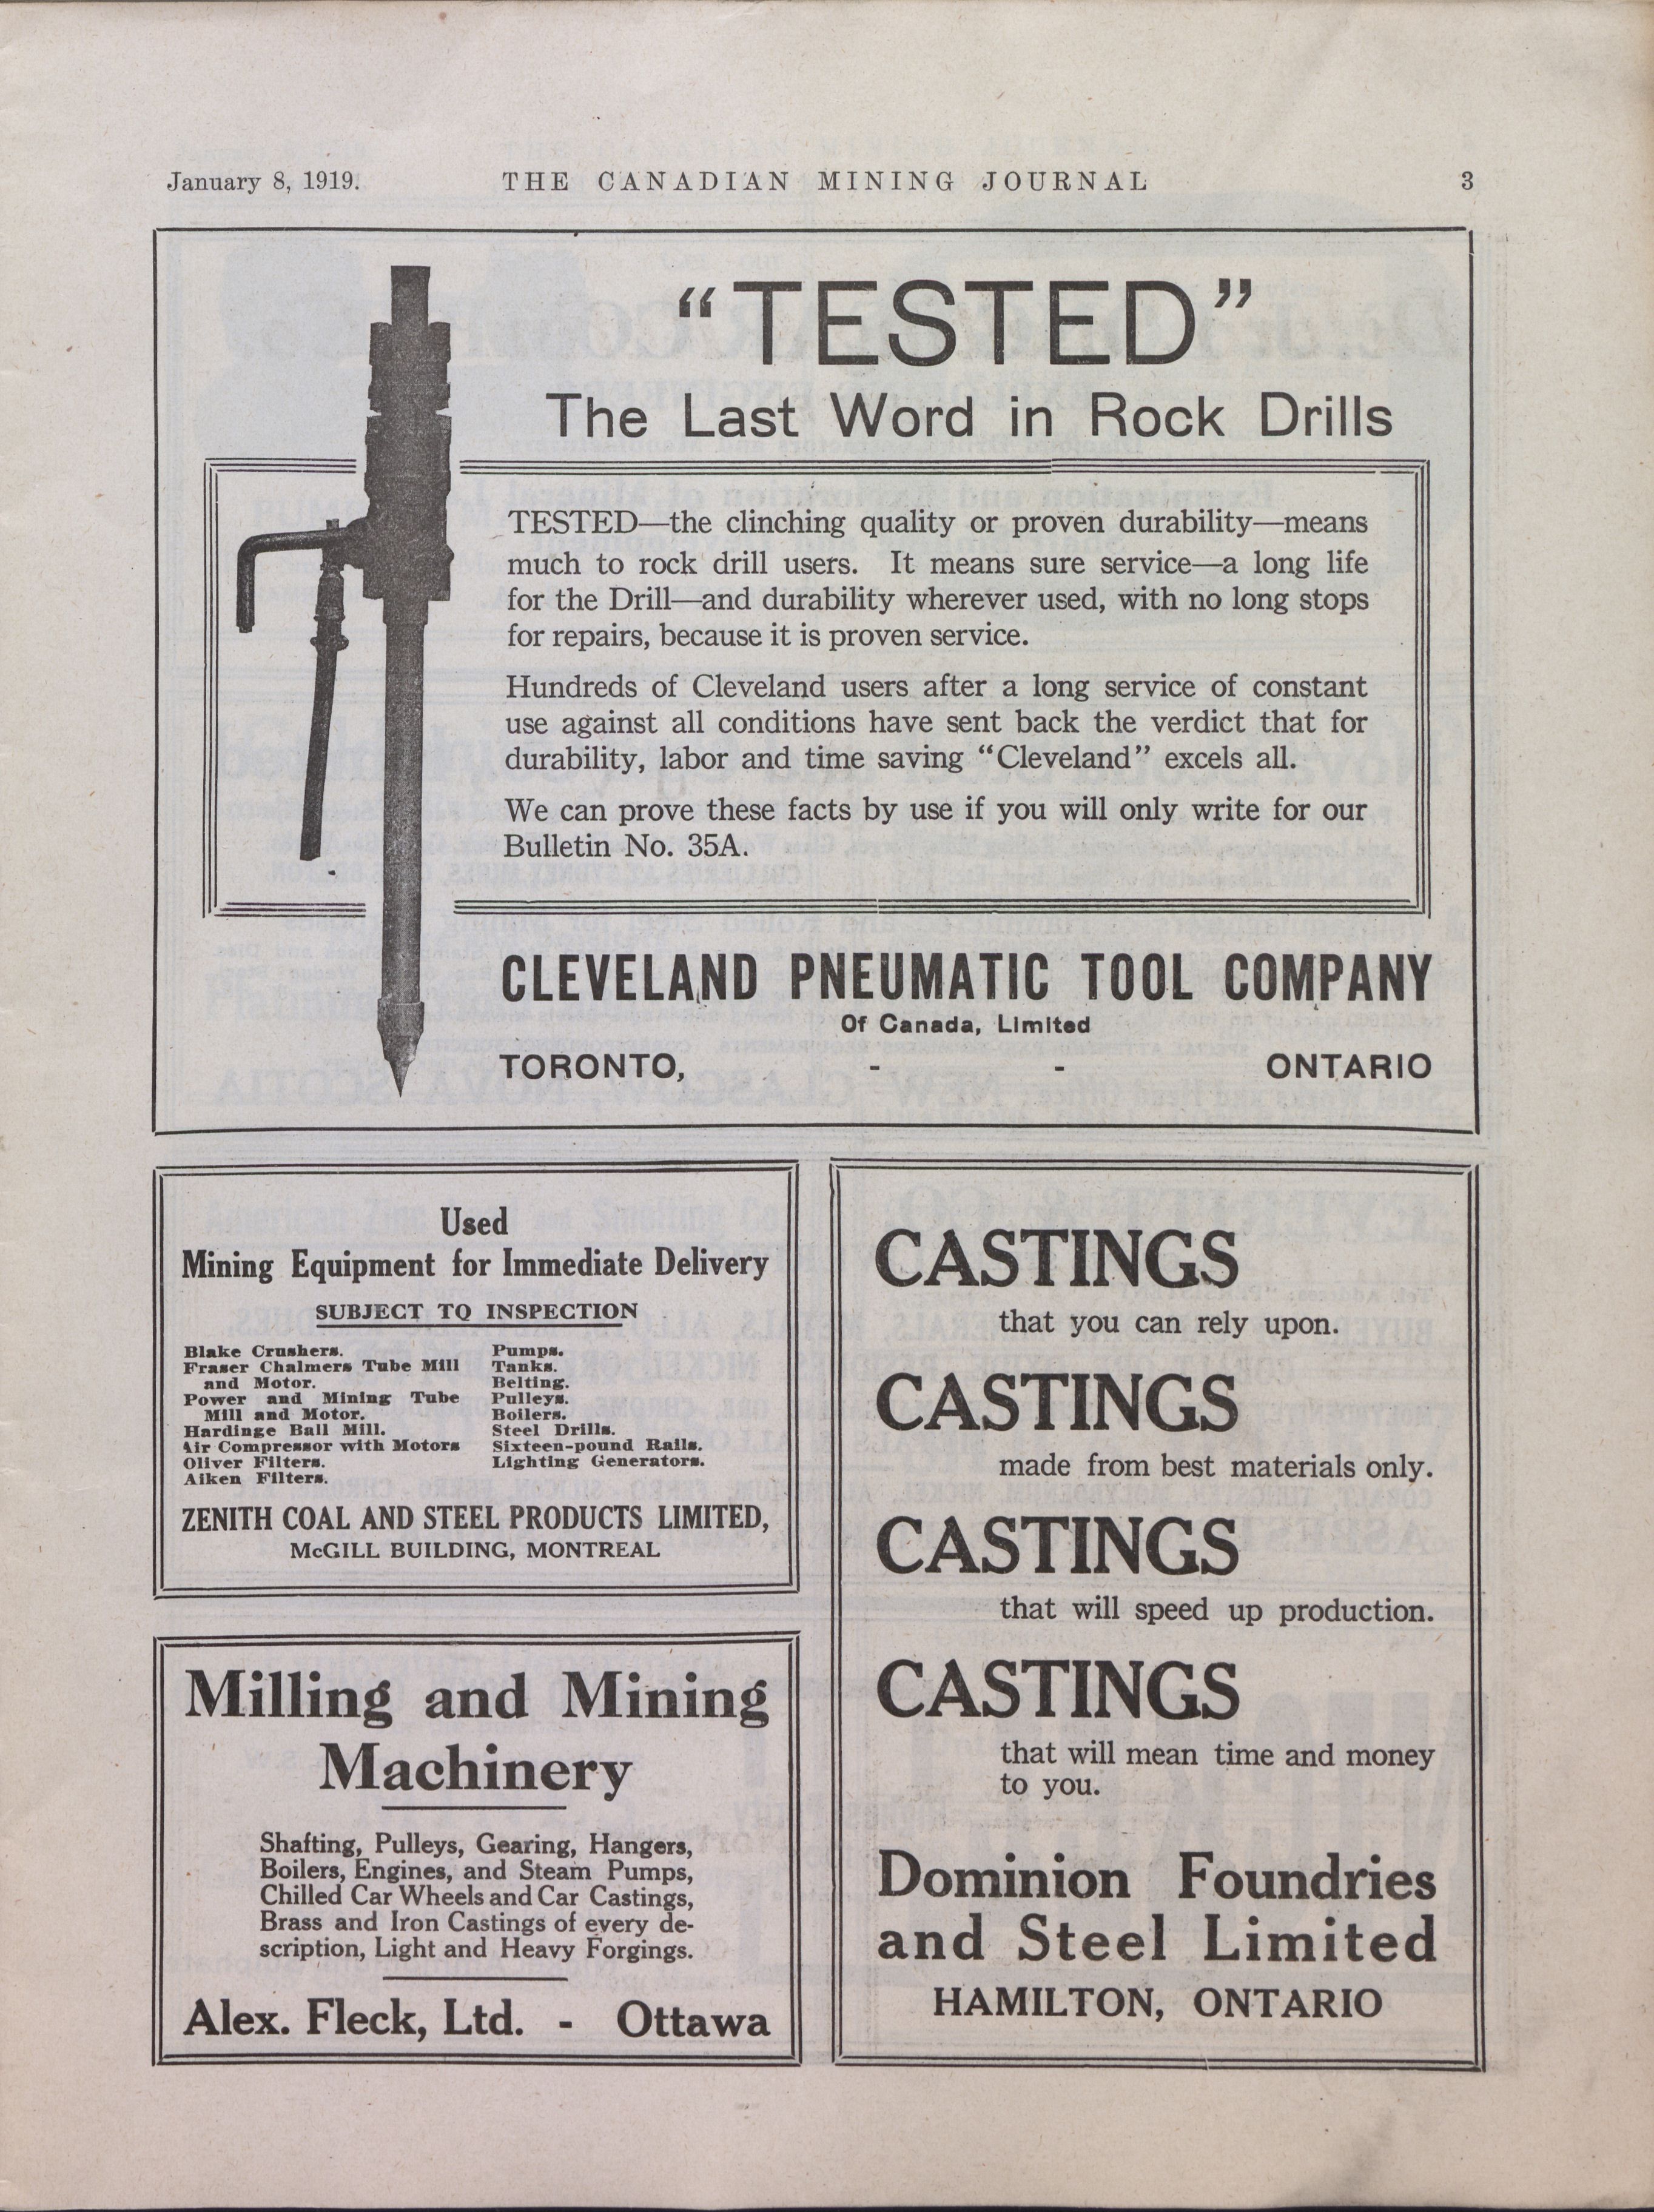 January 8, 1919. THE CANADIAN MINING JOURNAL 3
“TESTED”
The Last Word in Rock Drills
TESTED—the clinching quality or proven durability—means
much to rock drill users. It means sure service—a long life
for the Drill—and durability wherever used, with no long stops
for repairs, because it is proven service.
Hundreds of Cleveland users after a long service of constant
use against all conditions have sent back the verdict that for
durability, labor and time saving “Cleveland” excels all.
We can prove these facts by use if you will only write for our
Bulletin No. 35A.
CLEVELAND PNEUMATIC TOOL COMPANY
Of Canada, Limited
TORONTO, - - ONTARIO
Used
Mining Equipment for Immediate Delivery
SUBJECT TO INSPECTION
Blake Crushers.
Fraser Chalmers Tube Mill
and Motor.
Power and Mining Tube
Mill and Motor.
Hardinge Ball Mill.
Air Compressor with Motors
Oliver Filters.
Aiken Filters.
Pumps.
Tanks.
Belting.
Pulleys.
Boilers.
Steel Drills.
Sixteen-pound Rails.
Lighting Generators.
ZENITH COAL AND STEEL PRODUCTS LIMITED,
McGILL BUILDING, MONTREAL
Milling and Mining
Machinery
Shafting, Pulleys, Gearing, Hangers,
Boilers, Engines, and Steam Pumps,
Chilled Car Wheels and Car Castings,
Brass and Iron Castings of every de-
scription, Light and Heavy Forgings.
Alex. Fleck, Ltd. - Ottawa
CASTINGS
that you can rely upon.
CASTINGS
made from best materials only.
CASTINGS
that will speed up production.
CASTINGS
that will mean time and money
to you.
Dominion Foundries
and Steel Limited
HAMILTON, ONTARIO